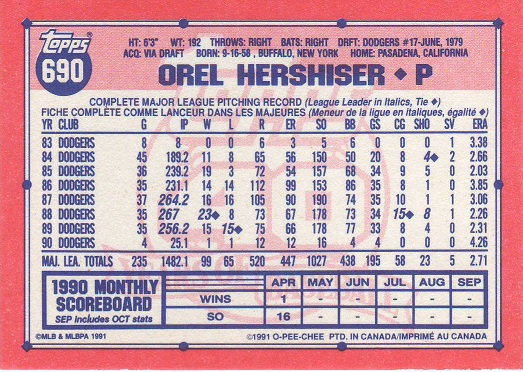 topps
690
HT: 6'3" WT: 192 THROWS: RIGHT BATS: RIGHT DRFT: DODGERS #17-JUNE, 1979
ACQ: VIA DRAFT BORN: 9-16-58, BUFFALO, NEW YORK HOME: PASADENA, CALIFORNIA
OREL HERSHISER ◆ P
COMPLETE MAJOR LEAGUE PITCHING RECORD (League Leader in Italics, Tie ◆)
FICHE COMPLÈTE COMME LANCEUR DANS LES MAJEURES (Meneur de la ligue en italiques, égalité ◆)
YR CLUB G IP W L R ER SO BB GS CG SHO SV ERA
83 DODGERS 8 8 0 0 6 3 5 6 0 0 0 1 3.38
84 DODGERS 45 189.2 11 8 65 56 150 50 20 8 4◆ 2 2.66
85 DODGERS 36 239.2 19 3 72 54 157 68 34 9 5 0 2.03
86 DODGERS 35 231.1 14 14 112 99 153 86 35 8 1 0 3.85
87 DODGERS 37 264.2 16 16 105 90 190 74 35 10 1 1 3.06
88 DODGERS 35 267 23◆ 8 73 67 178 73 34 15◆ 8 1 2.26
89 DODGERS 35 256.2 15 15◆ 75 66 178 77 33 8 4 0 2.31
90 DODGERS 4 25.1 1 1 12 12 16 4 4 0 0 0 4.26
MAJ. LEA. TOTALS 235 1482.1 99 65 520 447 1027 438 195 58 23 5 2.71
1990 MONTHLY SCOREBOARD APR MAY JUN JUL AUG SEP
WINS 1 - - - - -
SEP includes OCT stats SO 16 - - - - -
©MLB & MLBPA 1991 ©1991 O-PEE-CHEE PTD. IN CANADA/IMPRIMÉ AU CANADA